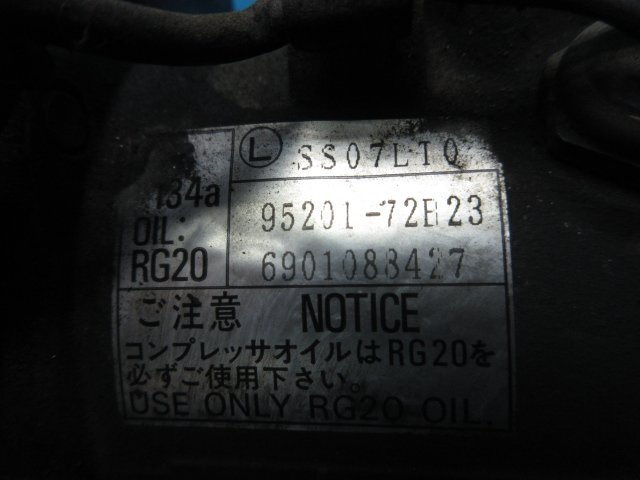 Ⓛ SS07LT0
134a
95201-72B23
OIL:
RG20
6901088427
ご注意 NOTICE
コンプレッサオイルはRG20を
必ずご使用下さい。
USE ONLY RG20 OIL.